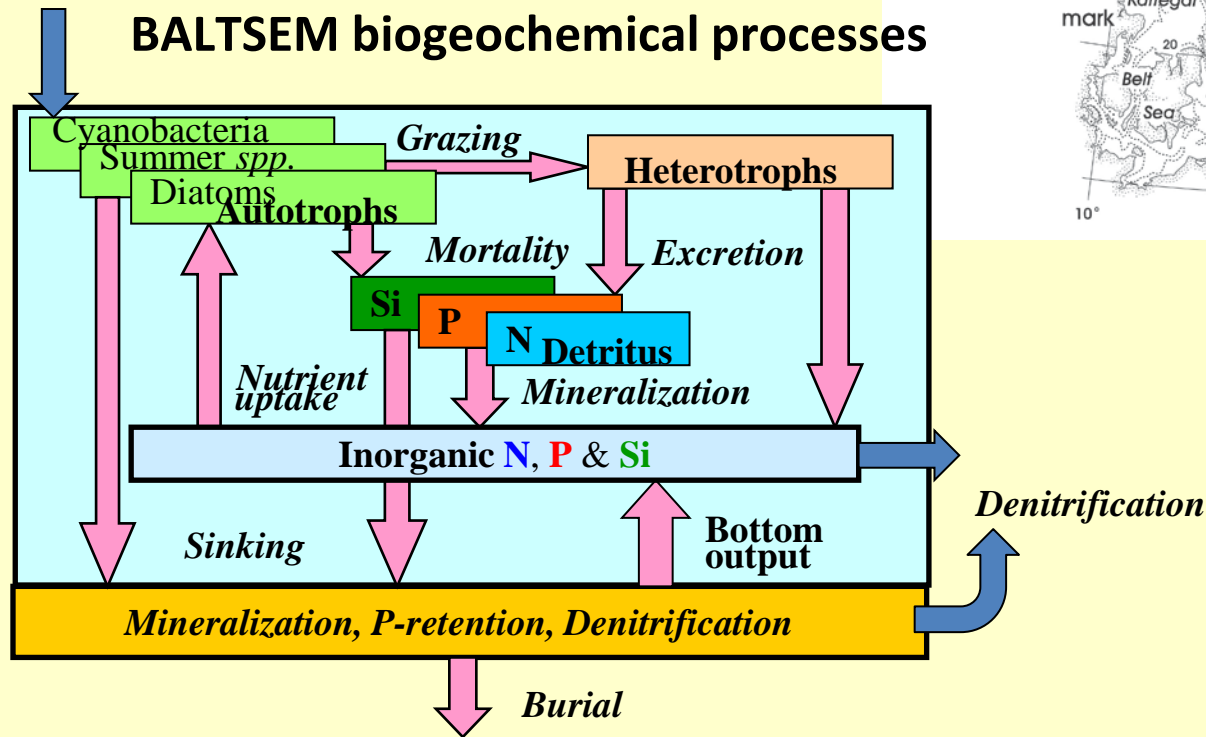 BALTSEM biogeochemical processes
mark
Kattegat
20
Belt
Sea
10°
Cyanobacteria
Summer spp.
Diatoms
Autotrophs
Grazing
Heterotrophs
Mortality
Excretion
Si
P
N Detritus
Nutrient
uptake
Mineralization
Inorganic N, P & Si
Denitrification
Sinking
Bottom
output
Mineralization, P-retention, Denitrification
Burial